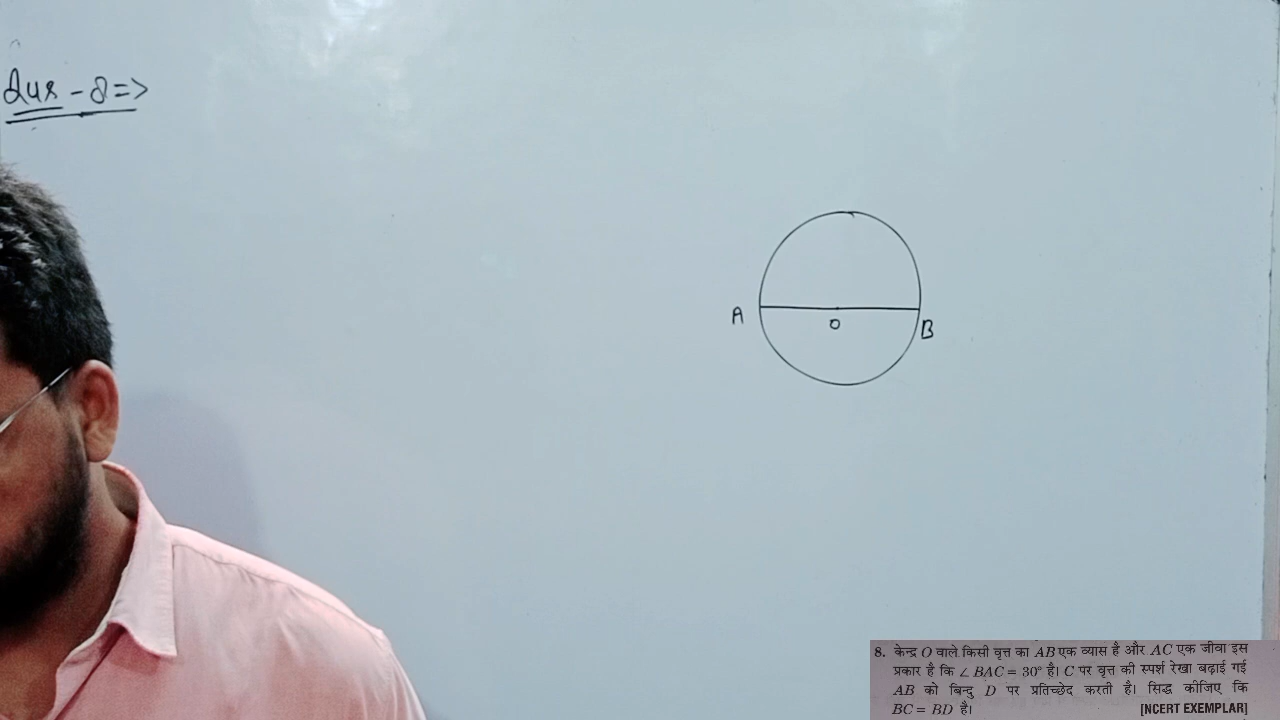 Qus - 8 =>
A
O
B
8. केन्द्र O वाले किसी वृत्त का AB एक व्यास है और AC एक जीवा इस
प्रकार है कि ∠ BAC = 30° है। C पर वृत्त की स्पर्श रेखा बढ़ाई गई
AB को बिन्दु D पर प्रतिच्छेद करती है। सिद्ध कीजिए कि
BC = BD है। [NCERT EXEMPLAR]